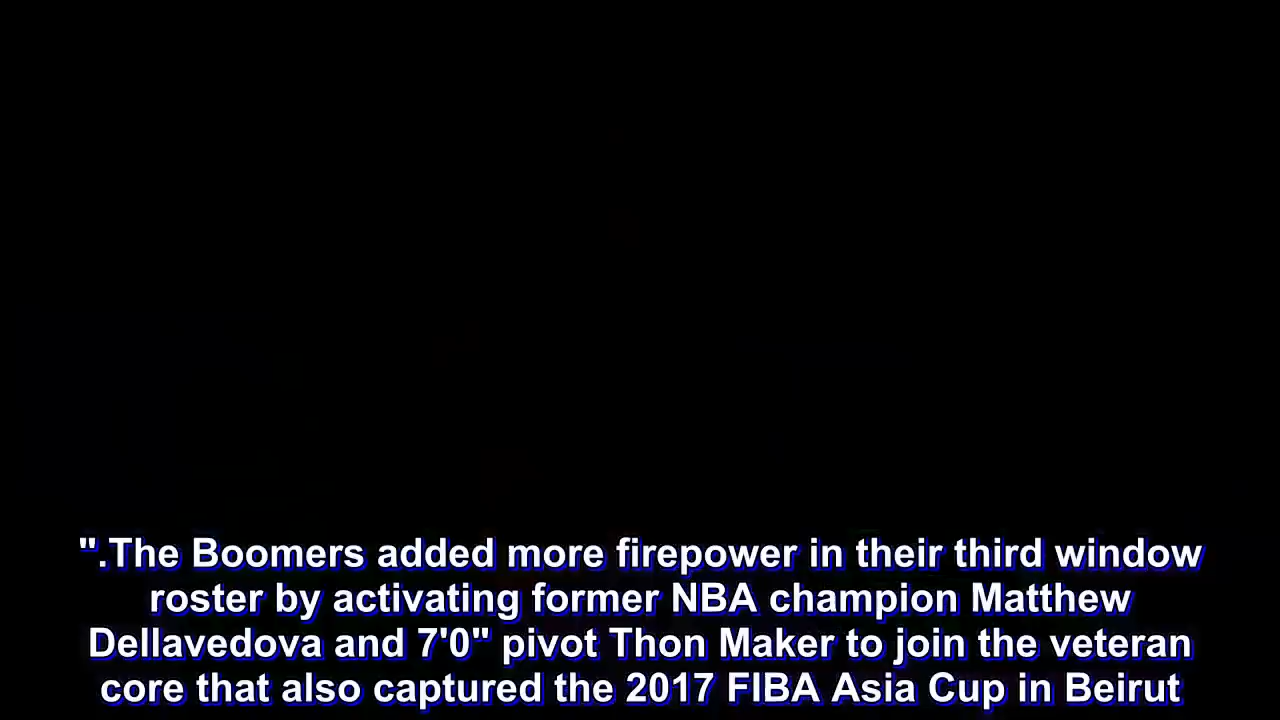 ".The Boomers added more firepower in their third window
roster by activating former NBA champion Matthew
Dellavedova and 7'0" pivot Thon Maker to join the veteran
core that also captured the 2017 FIBA Asia Cup in Beirut